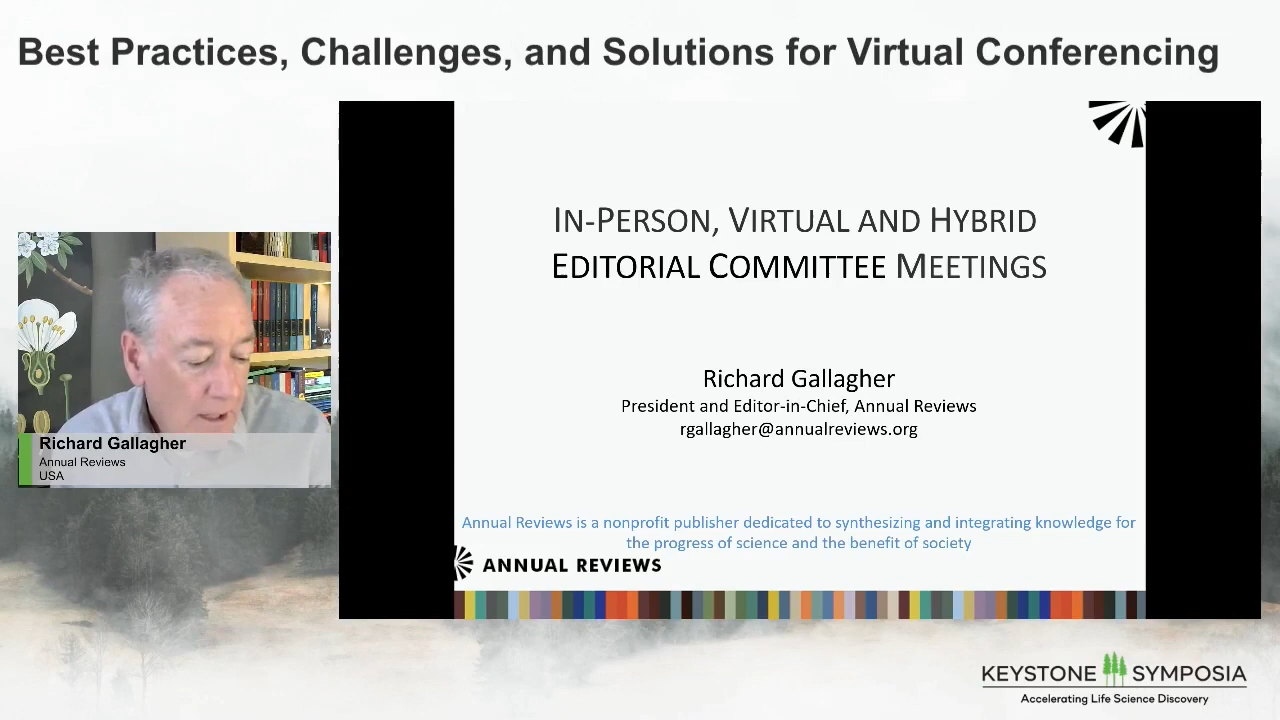 Best Practices, Challenges, and Solutions for Virtual Conferencing
IN-PERSON, VIRTUAL AND HYBRID
EDITORIAL COMMITTEE MEETINGS
Richard Gallagher
President and Editor-in-Chief, Annual Reviews
rgallagher@annualreviews.org
Annual Reviews is a nonprofit publisher dedicated to synthesizing and integrating knowledge for
the progress of science and the benefit of society
ANNUAL REVIEWS
Richard Gallagher
Annual Reviews
USA
KEYSTONE SYMPOSIA
Accelerating Life Science Discovery